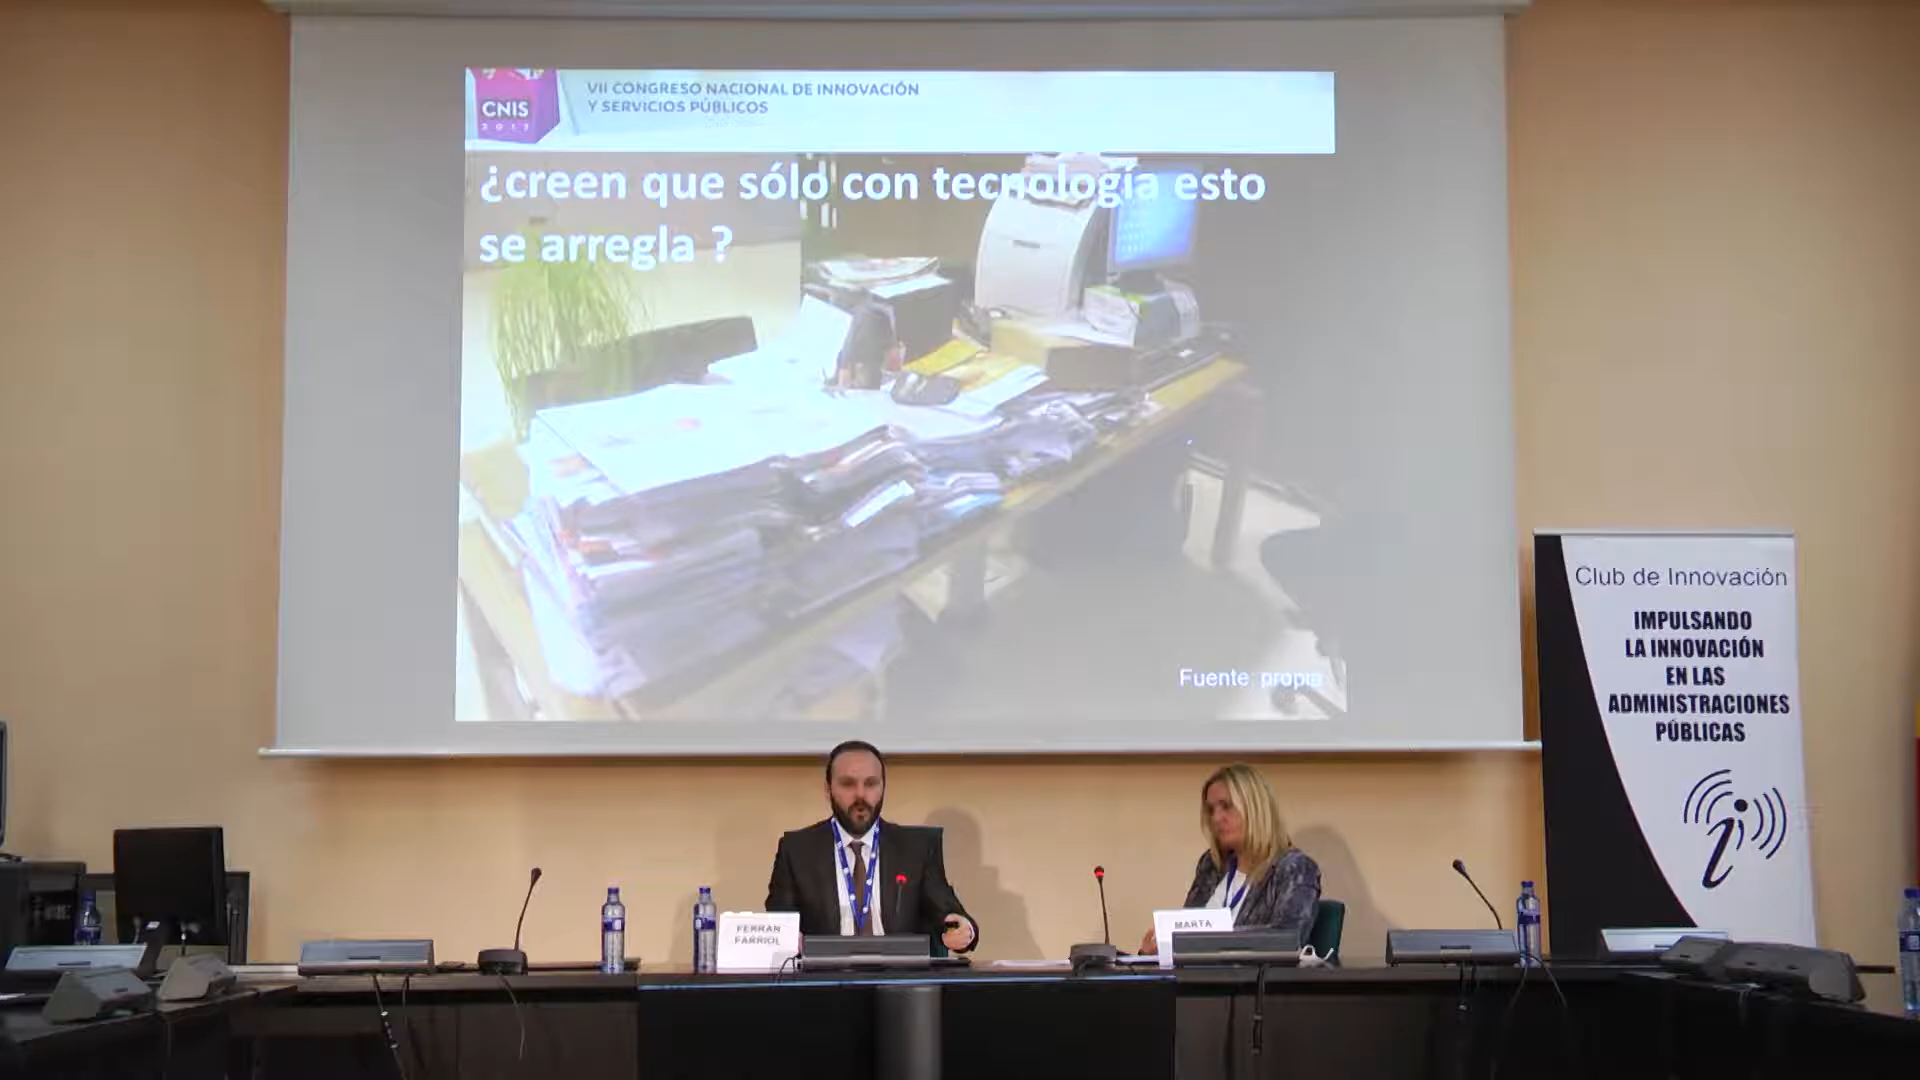 CNIS
2017
VII CONGRESO NACIONAL DE INNOVACIÓN
Y SERVICIOS PÚBLICOS
¿creen que sólo con tecnología esto
se arregla ?
Fuente: propia
Club de Innovación
IMPULSANDO
LA INNOVACIÓN
EN LAS
ADMINISTRACIONES
PÚBLICAS
i
FERRAN
FARRIOL
MARTA